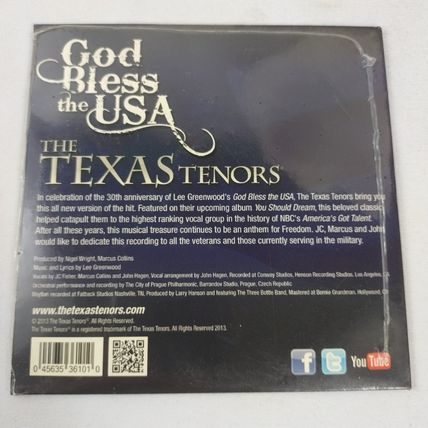 God
Bless
the USA
THE
TEXAS TENORS
In celebration of the 30th anniversary of Lee Greenwood's God Bless the USA, The Texas Tenors bring you
this all new version of the hit. Featured on their upcoming album You Should Dream, this beloved classic
helped catapult them to the highest ranking vocal group in the history of NBC's America's Got Talent.
After all these years, this musical treasure continues to be an anthem for Freedom. JC, Marcus and John
would like to dedicate this recording to all the veterans and those currently serving in the military.
Produced by Nigel Wright, Marcus Collins
Music and Lyrics by Lee Greenwood
Vocals by JC Fisher, Marcus Collins and John Hagen, Vocal arrangement by John Hagen, Recorded at Conway Studios, Henson Recording Studios, Los Angeles, CA
Orchestral performance and recording by The City of Prague Philharmonic, Barrandov Studio, Prague, Czech Republic
Rhythm recorded at Fatback Studios Nashville, TN, Produced by Larry Hanson and featuring The Three Bottle Band, Mastered at Bernie Grundman, Hollywood, CA
www.thetexastenors.com
© 2013 The Texas Tenors®. All Rights Reserved.
The Texas Tenors® is a registered trademark of The Texas Tenors. All Rights Reserved 2013.
0 45635 36101 0
f t You Tube